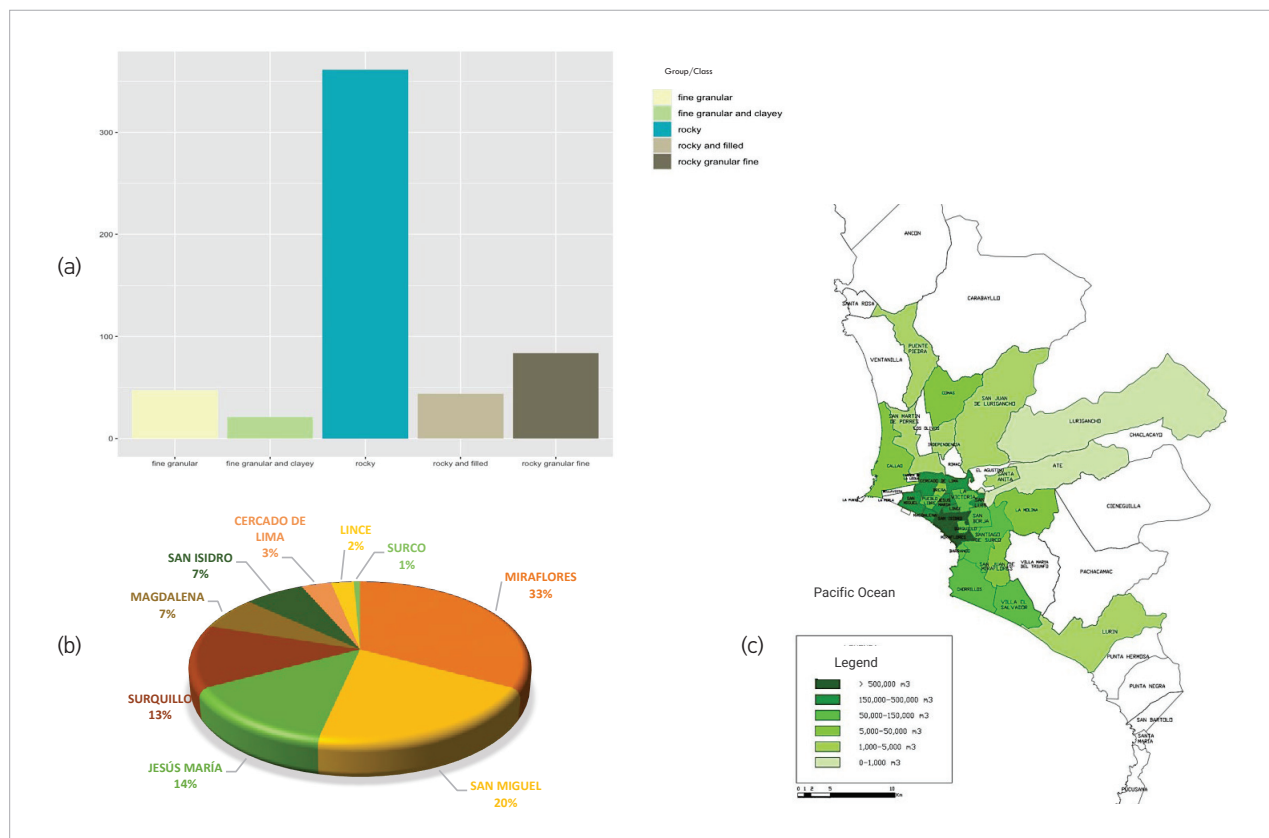 (a)
300
200
100
0
fine granular
fine granular and clayey
rocky
rocky and filled
rocky granular fine
Group/Class
fine granular
fine granular and clayey
rocky
rocky and filled
rocky granular fine
(b)
CERCADO DE
LIMA
3%
LINCE
2%
SURCO
1%
SAN ISIDRO
7%
MIRAFLORES
33%
MAGDALENA
7%
SURQUILLO
13%
JESÚS MARÍA
14%
SAN MIGUEL
20%
(c)
ANCON
SANTA ROSA
CARABAYLLO
PUENTE
PIEDRA
VENTANILLA
COMAS
SAN JUAN
DE LURIGANCHO
SAN MARTIN
DE PORRES
LOS OLIVOS
INDEPENDENCIA
LURIGANCHO
CHACLACAYO
CALLAO
RIMAC
EL AGUSTINO
ATE
SANTA
ANITA
CERCADO DE LIMA
LA PUNTA
LA PERLA
LA MOLINA
CIENEGUILLA
SAN
BORJA
SANTIAGO
DE SURCO
BARRANCO
SAN JUAN DE
MIRAFLORES
VILLA MARIA
DEL TRIUNFO
PACHACAMAC
CHORRILLOS
VILLA EL
SALVADOR
Pacific Ocean
LURIN
PUNTA HERMOSA
PUNTA NEGRA
SAN BARTOLO
SANTA
MARIA
PUCUSANA
Legend
> 500,000 m3
150,000-500,000 m3
50,000-150,000 m3
5,000-50,000 m3
1,000-5,000 m3
0-1,000 m3
0 1 2 5 10
Km